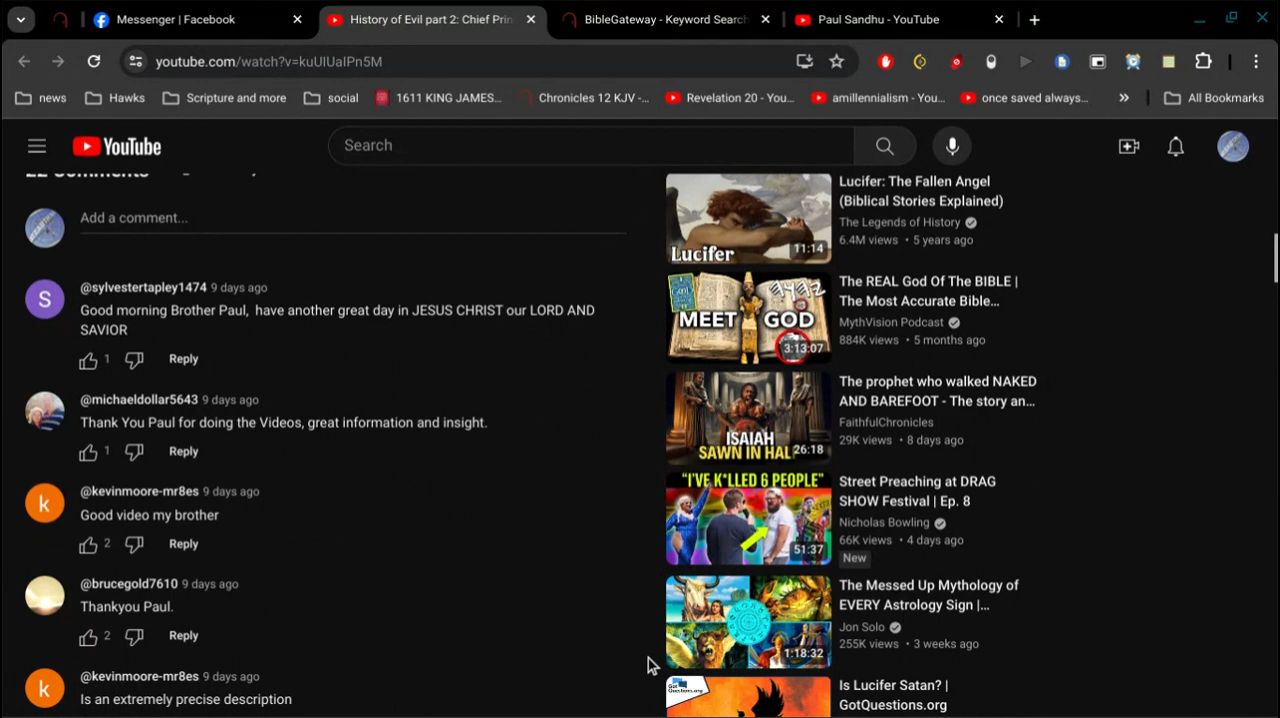 Messenger | Facebook
History of Evil part 2: Chief Prin
BibleGateway - Keyword Search
Paul Sandhu - YouTube
youtube.com/watch?v=kuUlUaIPn5M
news
Hawks
Scripture and more
social
1611 KING JAMES...
Chronicles 12 KJV -...
Revelation 20 - You...
amillennialism - You...
once saved always...
All Bookmarks
YouTube
Search
22 Comments
Add a comment...
@sylvestertapley1474 9 days ago
Good morning Brother Paul, have another great day in JESUS CHRIST our LORD AND
SAVIOR
1
Reply
@michaeldollar5643 9 days ago
Thank You Paul for doing the Videos, great information and insight.
1
Reply
k
@kevinmoore-mr8es 9 days ago
Good video my brother
2
Reply
@brucegold7610 9 days ago
Thankyou Paul.
2
Reply
k
@kevinmoore-mr8es 9 days ago
Is an extremely precise description
S
Lucifer
11:14
Lucifer: The Fallen Angel
(Biblical Stories Explained)
The Legends of History
6.4M views • 5 years ago
MEET GOD
3:13:07
The REAL God Of The BIBLE |
The Most Accurate Bible...
MythVision Podcast
884K views • 5 months ago
ISAIAH
SAWN IN HAL
26:18
The prophet who walked NAKED
AND BAREFOOT - The story an...
FaithfulChronicles
29K views • 8 days ago
"I'VE K*LLED 6 PEOPLE"
51:37
Street Preaching at DRAG
SHOW Festival | Ep. 8
Nicholas Bowling
66K views • 4 days ago
New
1:18:32
The Messed Up Mythology of
EVERY Astrology Sign |...
Jon Solo
255K views • 3 weeks ago
Got
Questions.org
Is Lucifer Satan? |
GotQuestions.org